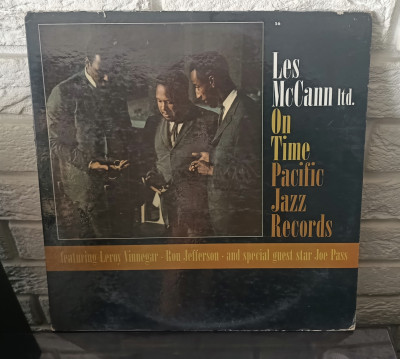 Les
McCann ltd.
On
Time
Pacific
Jazz
Records
featuring Leroy Vinnegar · Ron Jefferson · and special guest star Joe Pass